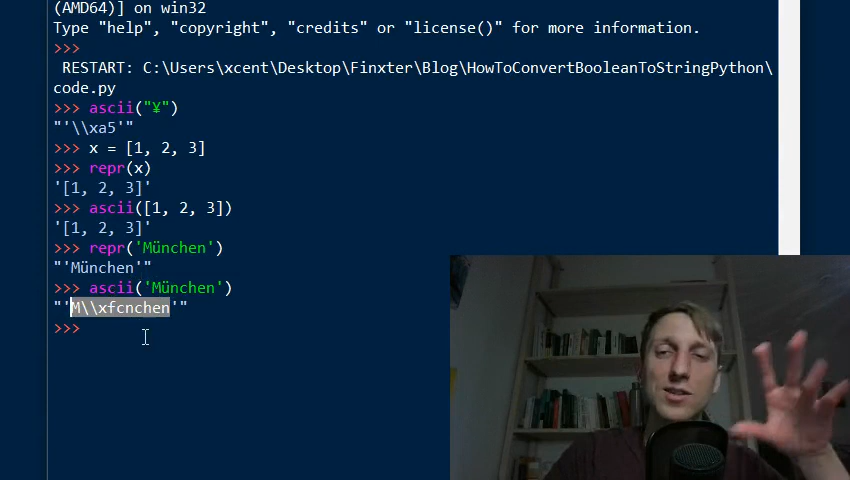 (AMD64)] on win32
Type "help", "copyright", "credits" or "license()" for more information.
>>>
RESTART: C:\Users\xcent\Desktop\Finxter\Blog\HowToConvertBooleanToStringPython\
code.py
>>> ascii("¥")
"'\\xa5'"
>>> x = [1, 2, 3]
>>> repr(x)
'[1, 2, 3]'
>>> ascii([1, 2, 3])
'[1, 2, 3]'
>>> repr('München')
"'München'"
>>> ascii('München')
"'M\\xfcnchen'"
>>>